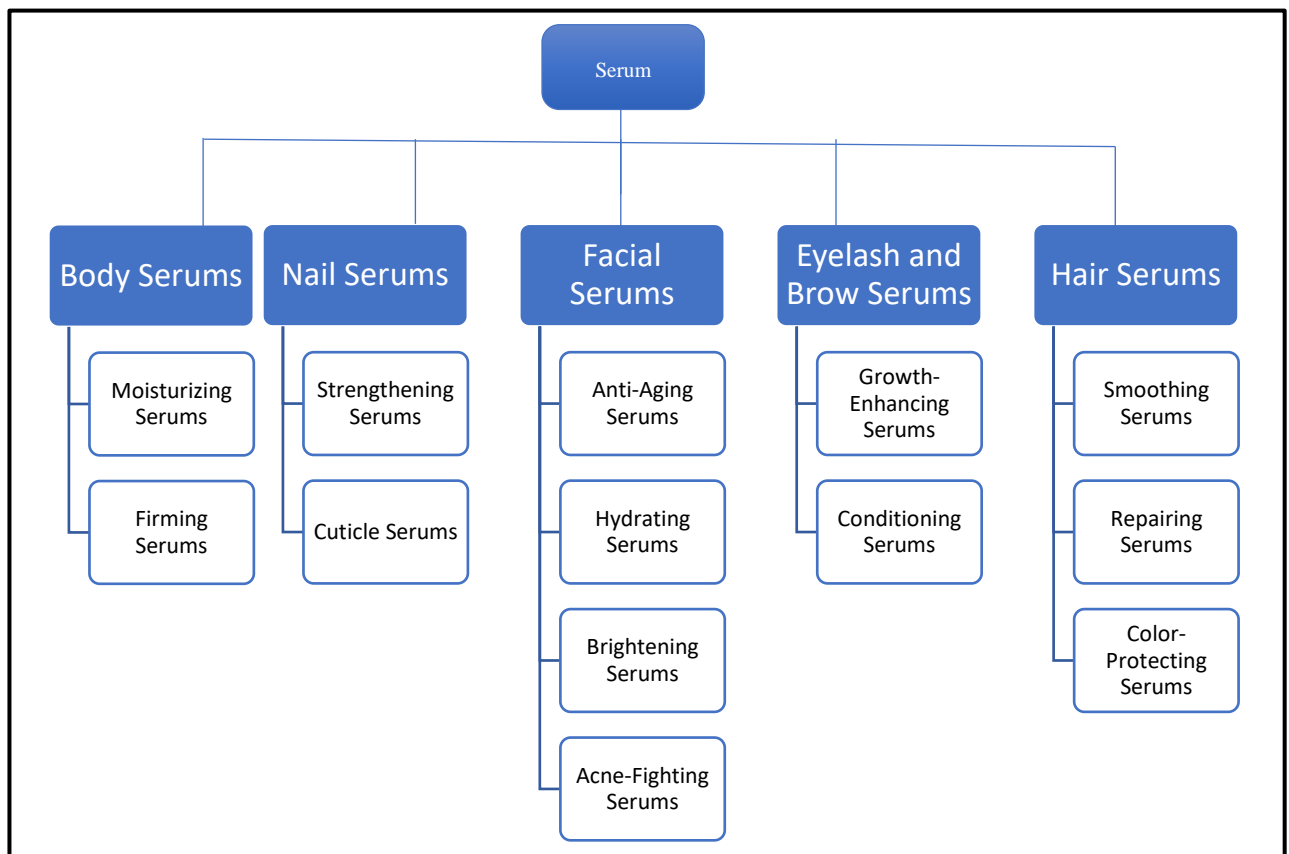 Serum
Body Serums
Moisturizing
Serums
Firming
Serums
Nail Serums
Strengthening
Serums
Cuticle Serums
Facial
Serums
Anti-Aging
Serums
Hydrating
Serums
Brightening
Serums
Acne-Fighting
Serums
Eyelash and
Brow Serums
Growth-
Enhancing
Serums
Conditioning
Serums
Hair Serums
Smoothing
Serums
Repairing
Serums
Color-
Protecting
Serums